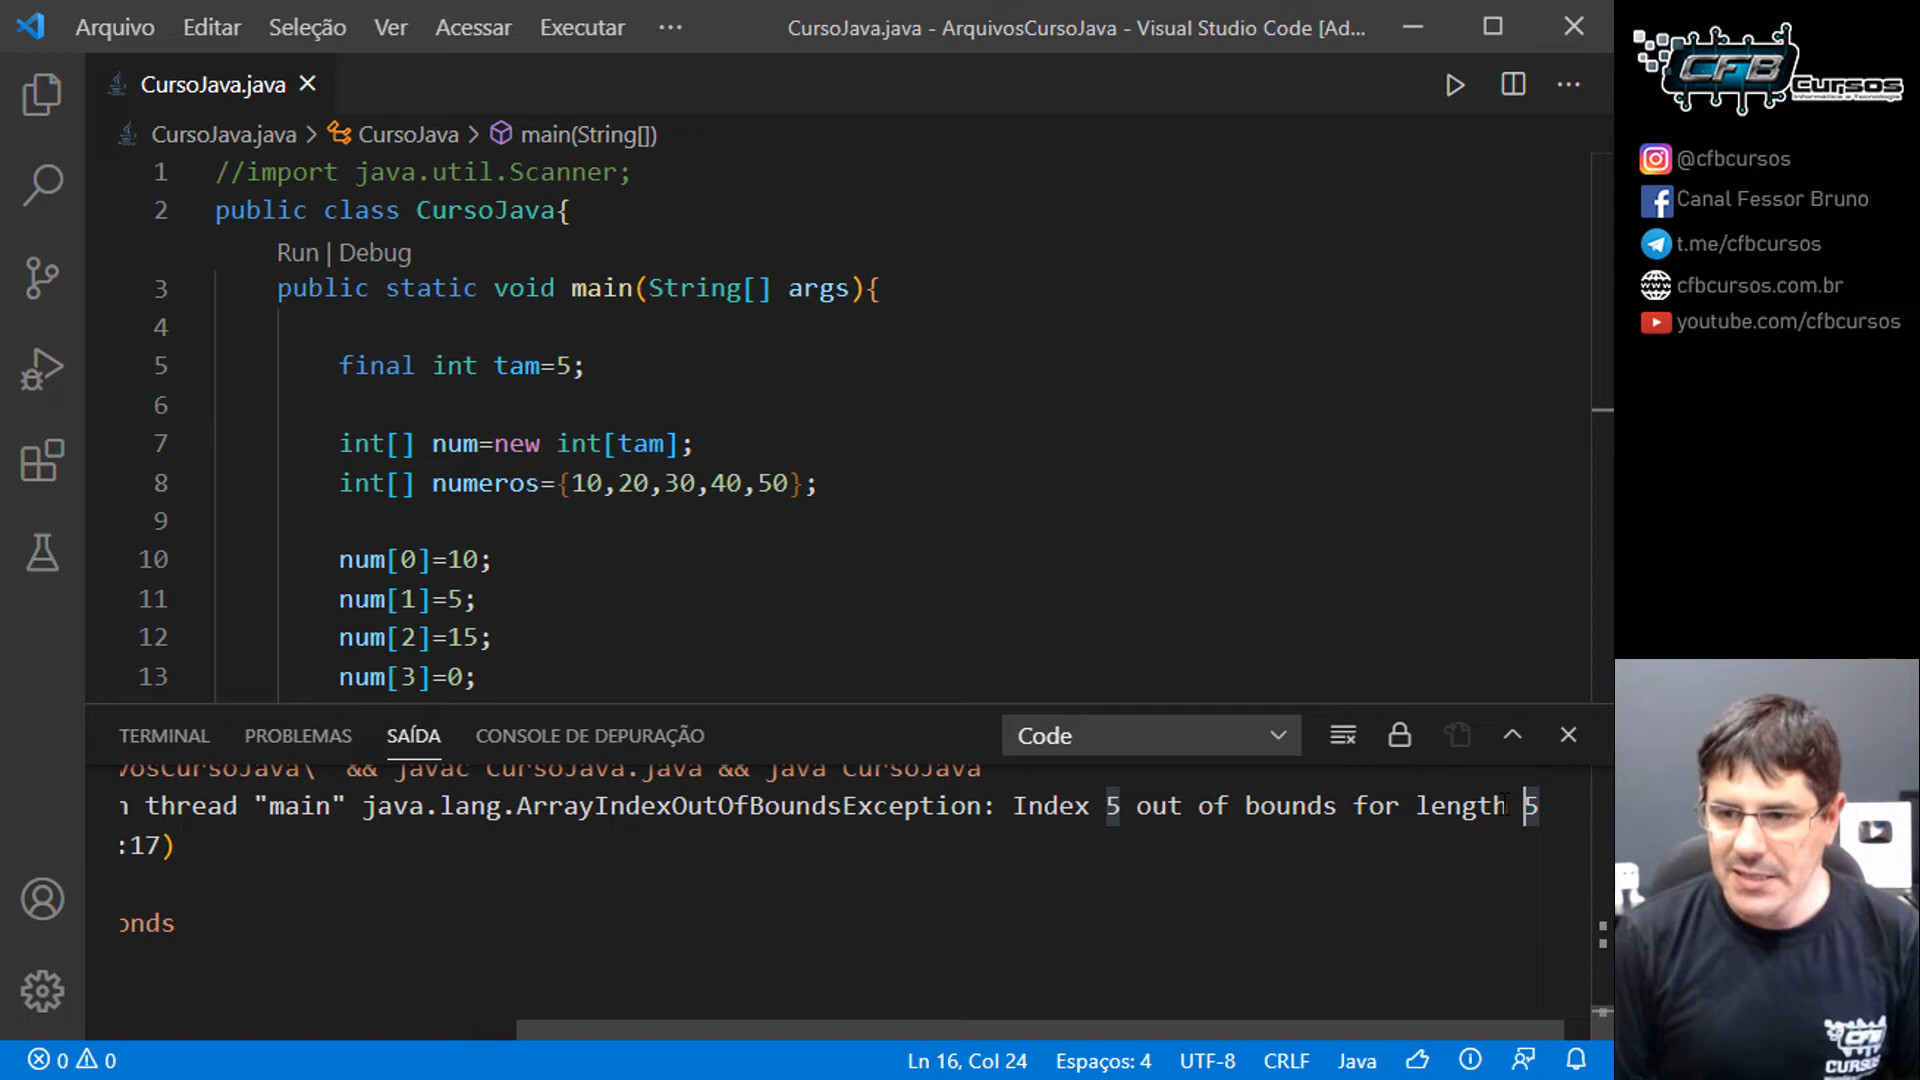 Arquivo Editar Seleção Ver Acessar Executar ··· CursoJava.java - ArquivosCursoJava - Visual Studio Code [Ad...
CursoJava.java
CursoJava.java > CursoJava > main(String[])
1 //import java.util.Scanner;
2 public class CursoJava{
Run | Debug
3 public static void main(String[] args){
4
5 final int tam=5;
6
7 int[] num=new int[tam];
8 int[] numeros={10,20,30,40,50};
9
10 num[0]=10;
11 num[1]=5;
12 num[2]=15;
13 num[3]=0;
TERMINAL PROBLEMAS SAÍDA CONSOLE DE DEPURAÇÃO Code
vosCursoJava\" && javac CursoJava.java && java CursoJava
n thread "main" java.lang.ArrayIndexOutOfBoundsException: Index 5 out of bounds for length 5
:17)
onds
0 0 Ln 16, Col 24 Espaços: 4 UTF-8 CRLF Java
CFB Cursos
@cfbcursos
Canal Fessor Bruno
t.me/cfbcursos
cfbcursos.com.br
youtube.com/cfbcursos
CFB
CURSOS